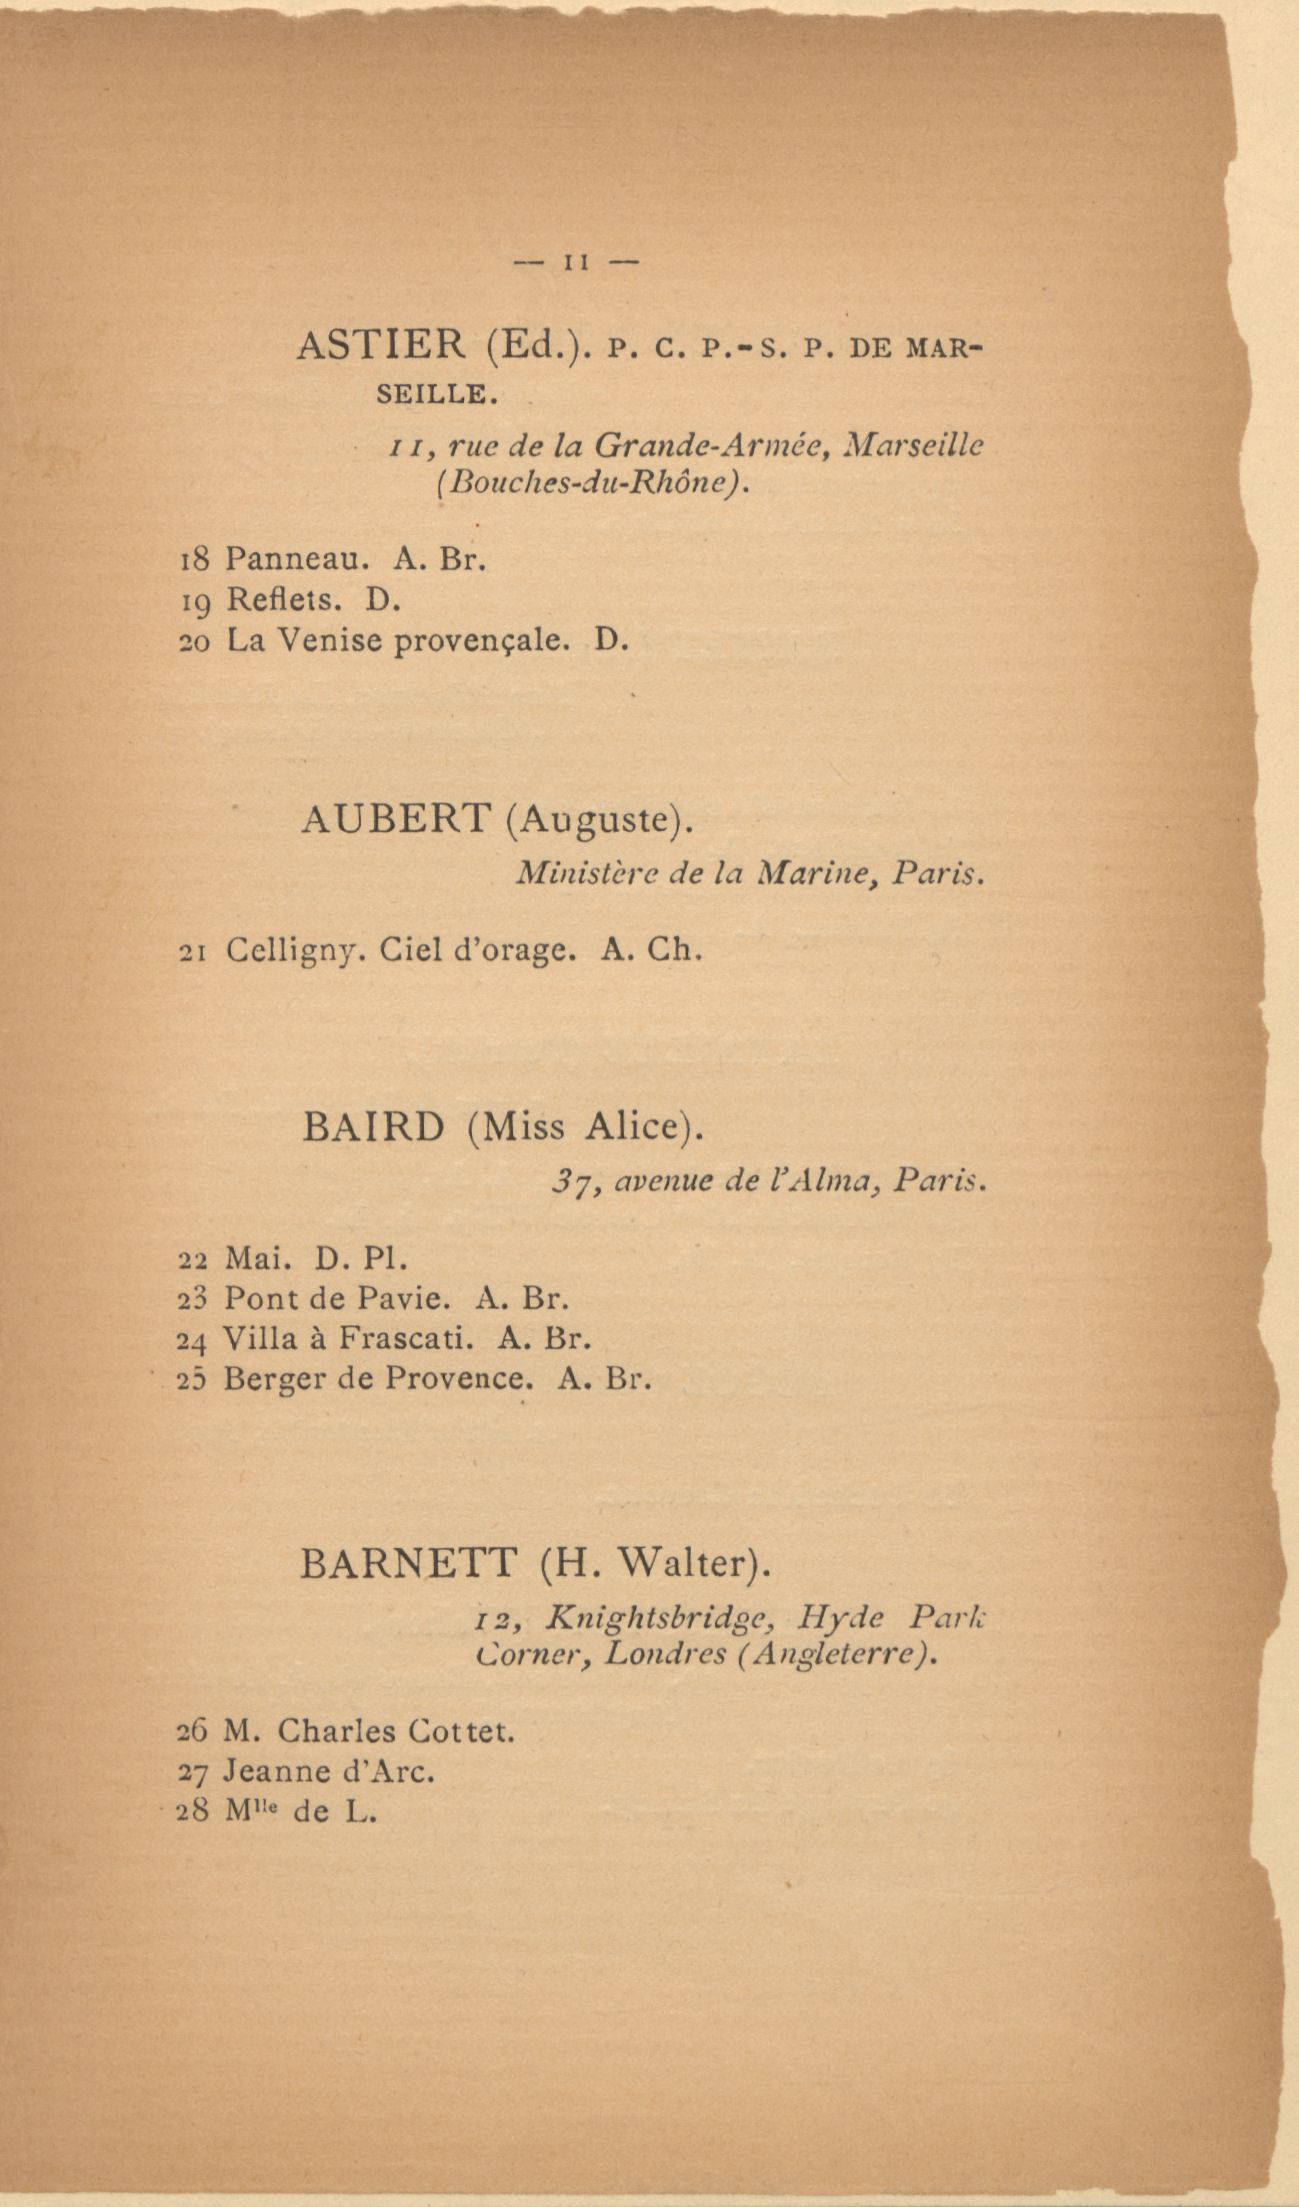 — 11 —
ASTIER (Ed.). P. C. P.-S. P. DE MAR-
SEILLE.
11, rue de la Grande-Armée, Marseille
(Bouches-du-Rhône).
18 Panneau. A. Br.
19 Reflets. D.
20 La Venise provençale. D.
AUBERT (Auguste).
Ministère de la Marine, Paris.
21 Celligny. Ciel d'orage. A. Ch.
BAIRD (Miss Alice).
37, avenue de l'Alma, Paris.
22 Mai. D. Pl.
23 Pont de Pavie. A. Br.
24 Villa à Frascati. A. Br.
25 Berger de Provence. A. Br.
BARNETT (H. Walter).
12, Knightsbridge, Hyde Park
Corner, Londres (Angleterre).
26 M. Charles Cottet.
27 Jeanne d'Arc.
28 Mlle de L.